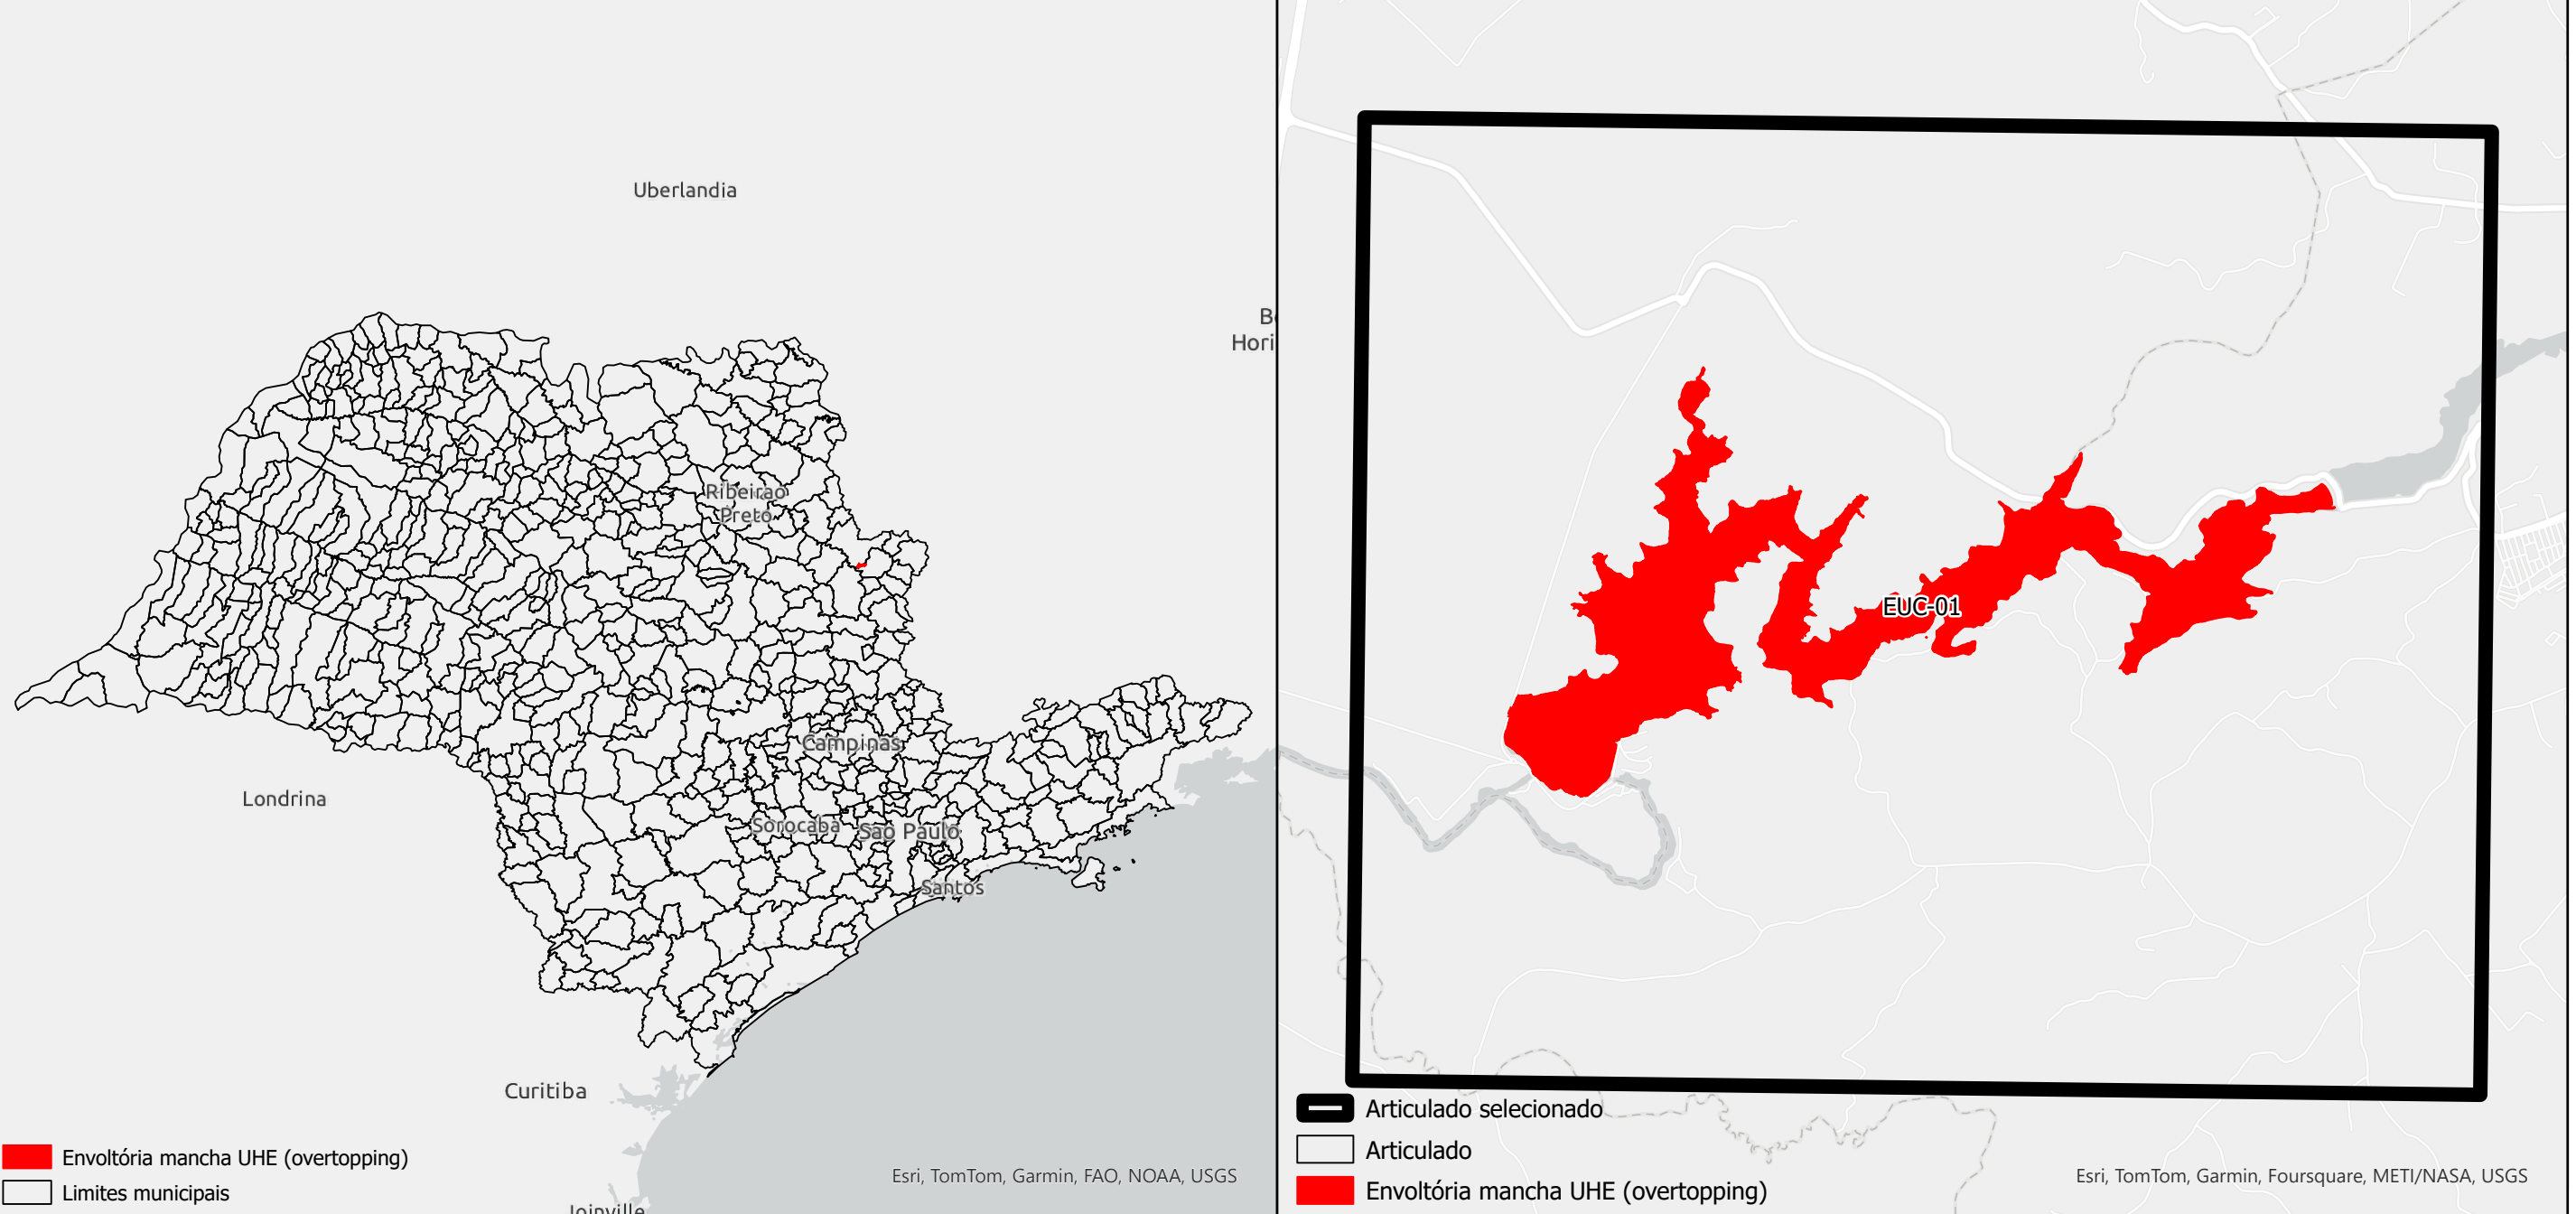 Uberlandia
Ribeirao
Preto
Campinas
Sorocaba
Sao Paulo
Santos
Londrina
Curitiba
Joinville
Envoltória mancha UHE (overtopping)
Limites municipais
Esri, TomTom, Garmin, FAO, NOAA, USGS
B
Hori
EUC-01
Articulado selecionado
Articulado
Envoltória mancha UHE (overtopping)
Esri, TomTom, Garmin, Foursquare, METI/NASA, USGS